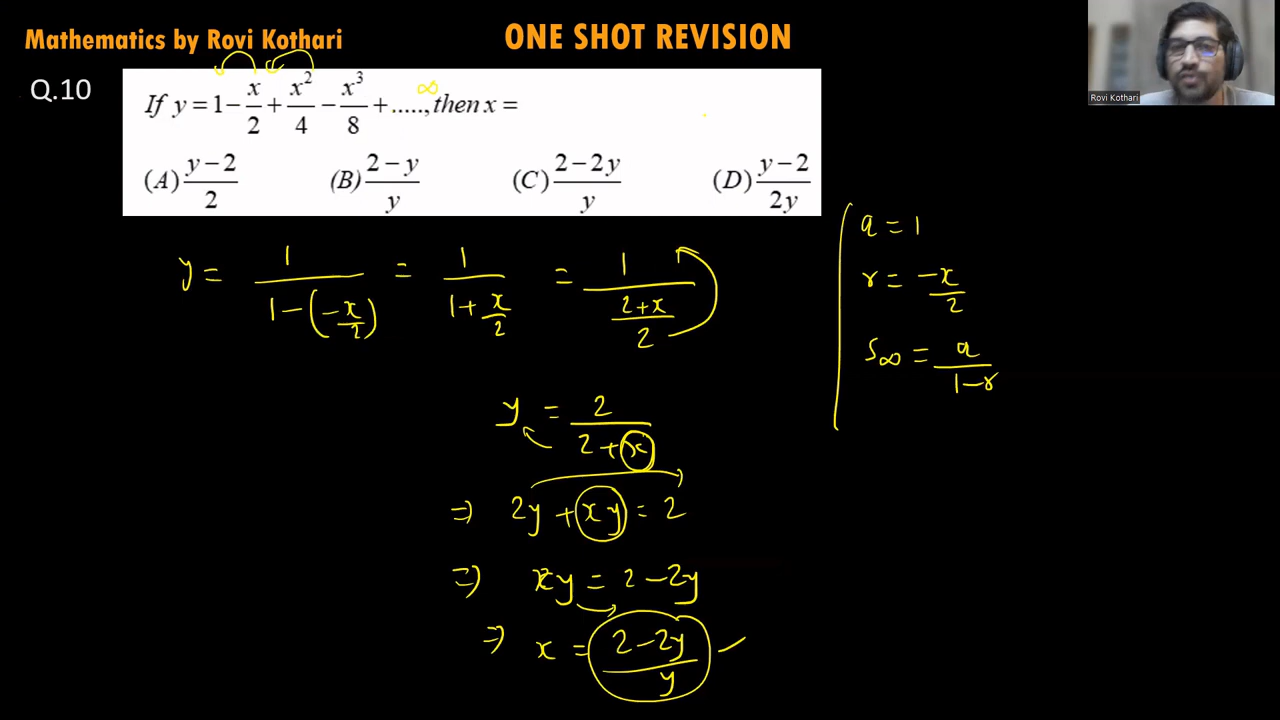 Mathematics by Rovi Kothari
ONE SHOT REVISION
Rovi Kothari
Q.10
If y = 1 - x/2 + x²/4 - x³/8 + ......, ∞ then x =
(A) (y-2)/2 (B) (2-y)/y (C) (2-2y)/y (D) (y-2)/2y
a = 1
r = -x/2
S∞ = a/(1-r)
y = 1/(1-(-x/2)) = 1/(1+x/2) = 1/((2+x)/2)
y = 2/(2+x)
⇒ 2y + xy = 2
⇒ xy = 2-2y
⇒ x = (2-2y)/y